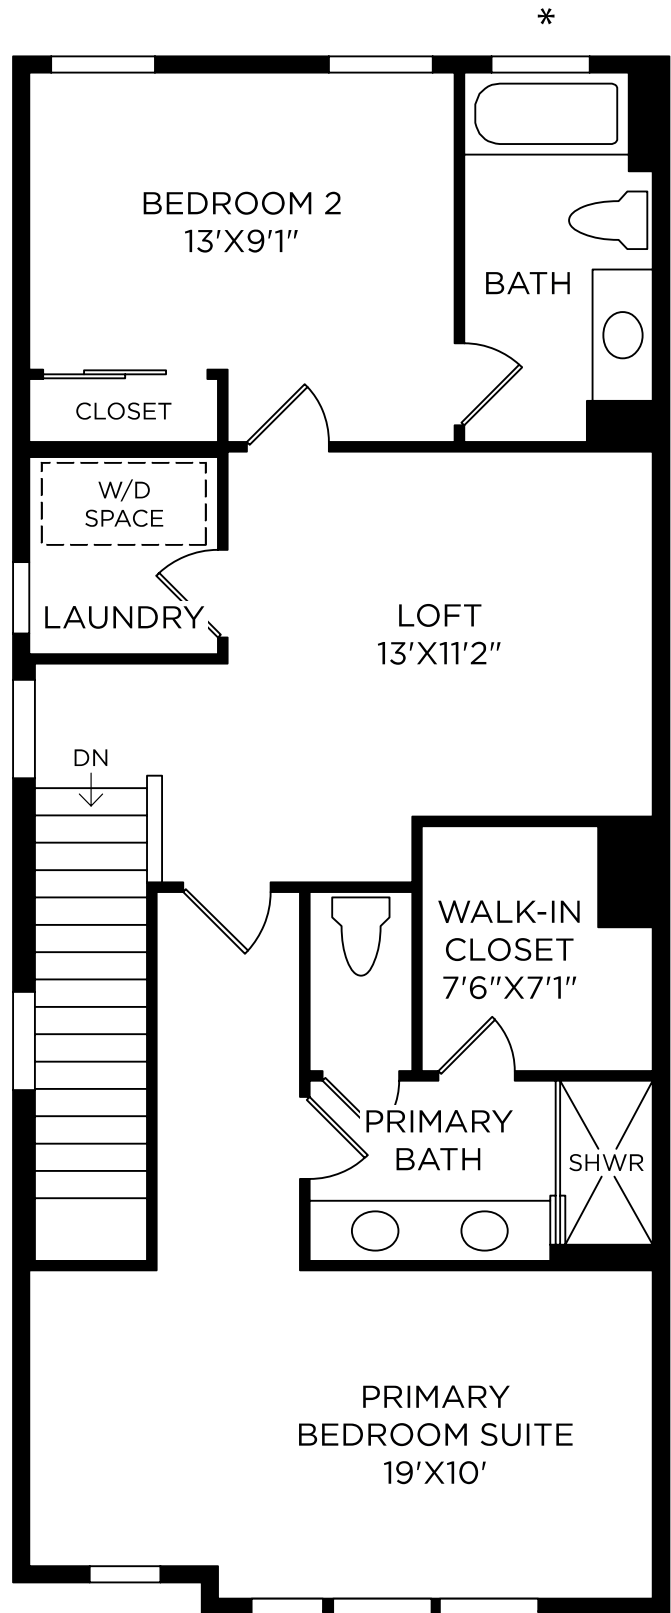 *
BEDROOM 2
13'X9'1"
BATH
CLOSET
W/D
SPACE
LAUNDRY
LOFT
13'X11'2"
DN
WALK-IN
CLOSET
7'6"X7'1"
PRIMARY
BATH
SHWR
PRIMARY
BEDROOM SUITE
19'X10'